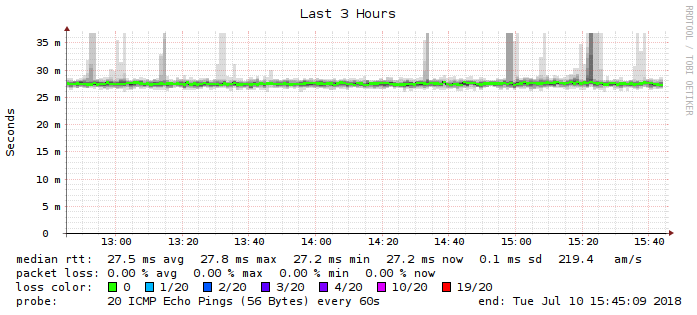 Last 3 Hours
RRDTOOL / TOBI OETIKER
Seconds
35 m
30 m
25 m
20 m
15 m
10 m
5 m
0
13:00 13:20 13:40 14:00 14:20 14:40 15:00 15:20 15:40
median rtt: 27.5 ms avg 27.8 ms max 27.2 ms min 27.2 ms now 0.1 ms sd 219.4 am/s
packet loss: 0.00 % avg 0.00 % max 0.00 % min 0.00 % now
loss color: 0 1/20 2/20 3/20 4/20 10/20 19/20
probe: 20 ICMP Echo Pings (56 Bytes) every 60s end: Tue Jul 10 15:45:09 2018